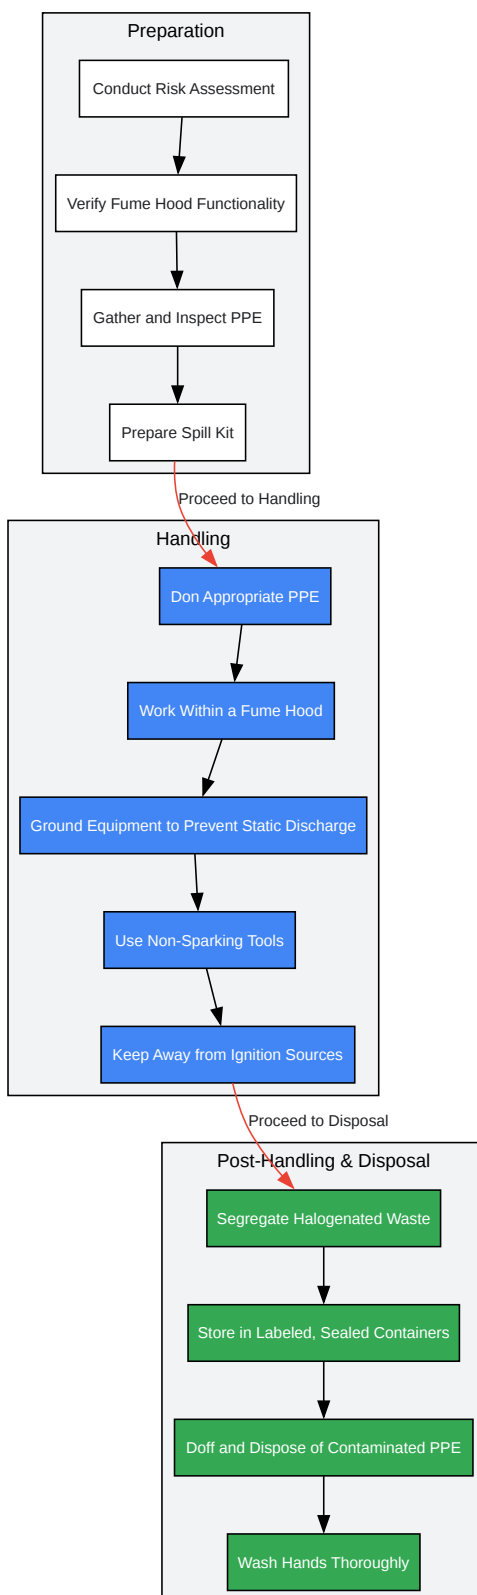 Preparation
Conduct Risk Assessment
Verify Fume Hood Functionality
Gather and Inspect PPE
Prepare Spill Kit
Proceed to Handling
Handling
Don Appropriate PPE
Work Within a Fume Hood
Ground Equipment to Prevent Static Discharge
Use Non-Sparking Tools
Keep Away from Ignition Sources
Proceed to Disposal
Post-Handling & Disposal
Segregate Halogenated Waste
Store in Labeled, Sealed Containers
Doff and Dispose of Contaminated PPE
Wash Hands Thoroughly